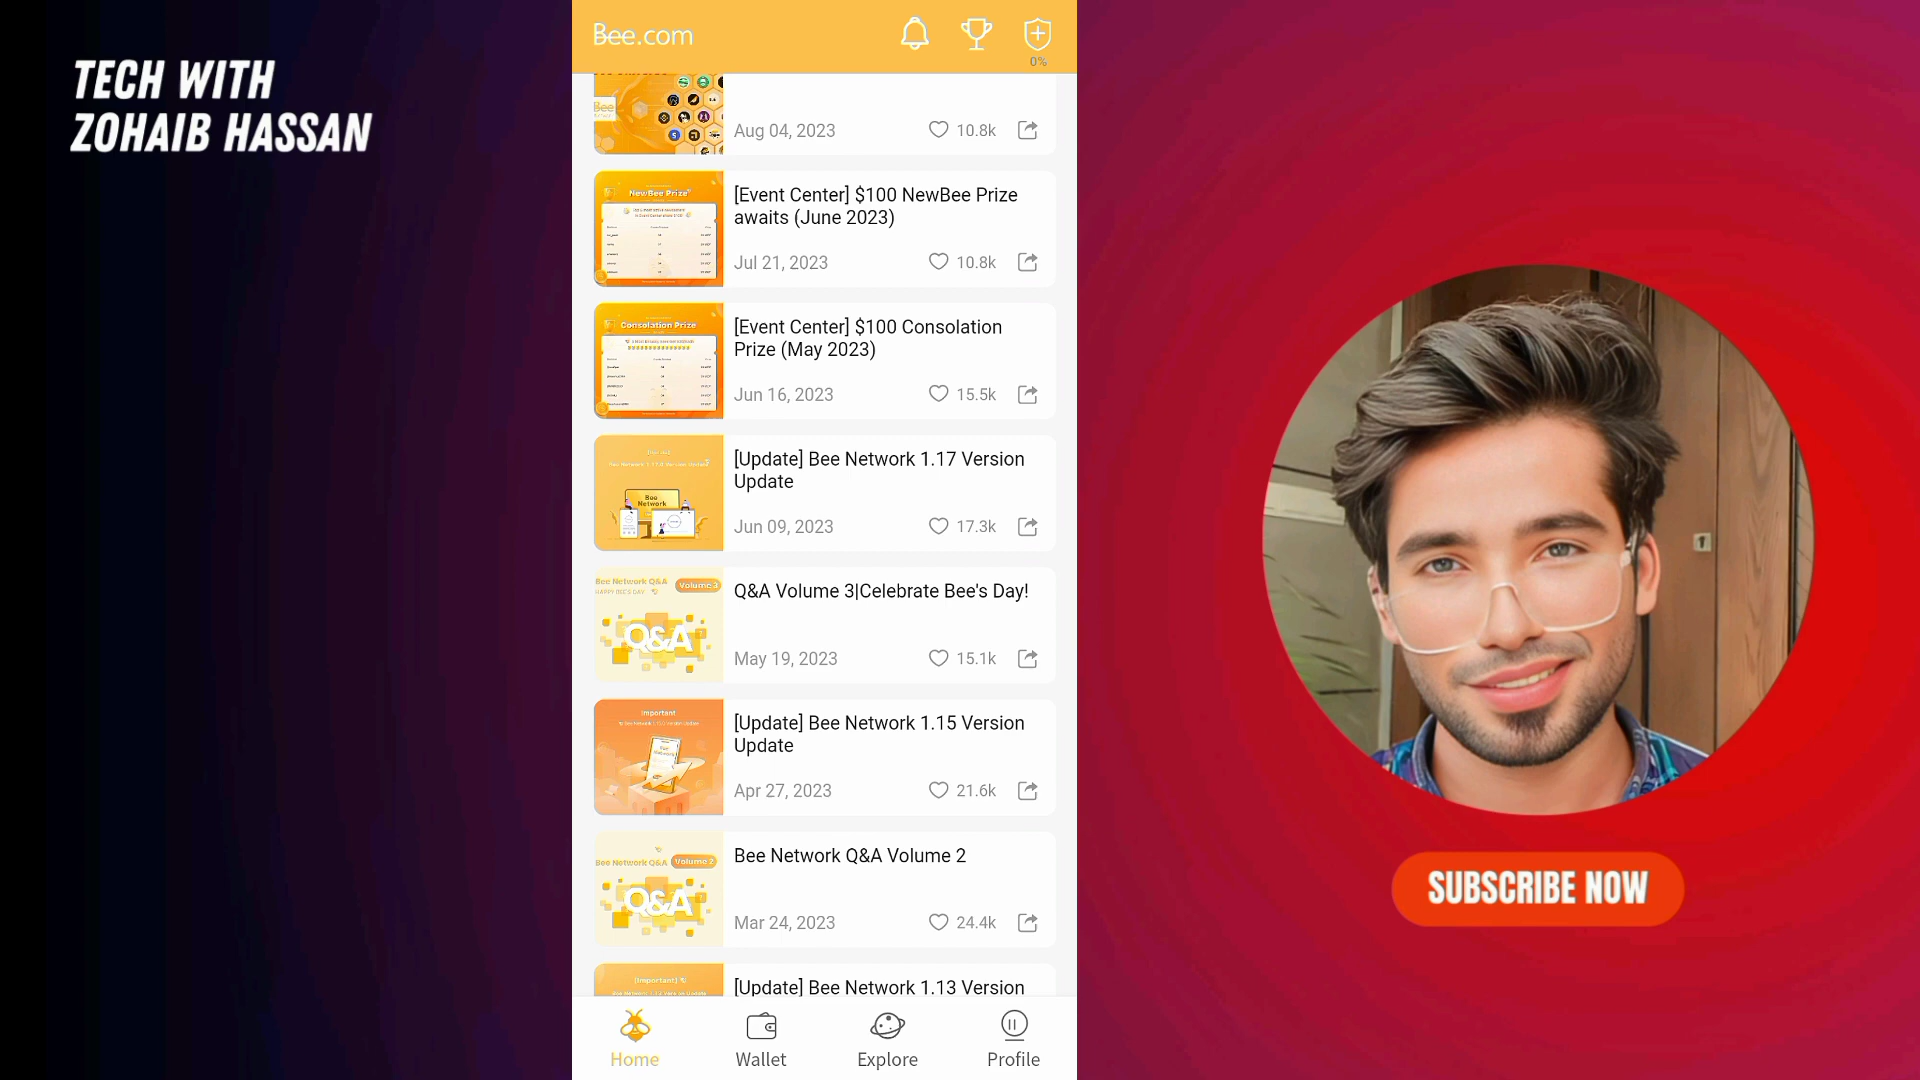 TECH WITH
ZOHAIB HASSAN
Bee.com
0%
Bee
Aug 04, 2023
10.8k
NewBee Prize
[Event Center] $100 NewBee Prize
awaits (June 2023)
Jul 21, 2023
10.8k
Consolation Prize
[Event Center] $100 Consolation
Prize (May 2023)
Jun 16, 2023
15.5k
Bee
Network
[Update] Bee Network 1.17 Version
Update
Jun 09, 2023
17.3k
Bee Network Q&A
Volume 3
HAPPY BEE'S DAY
Q&A
Q&A Volume 3|Celebrate Bee's Day!
May 19, 2023
15.1k
Important
[Update] Bee Network 1.15 Version
Update
Apr 27, 2023
21.6k
Bee Network Q&A
Volume 2
Q&A
Bee Network Q&A Volume 2
Mar 24, 2023
24.4k
[Important]
[Update] Bee Network 1.13 Version
Home
Wallet
Explore
Profile
SUBSCRIBE NOW